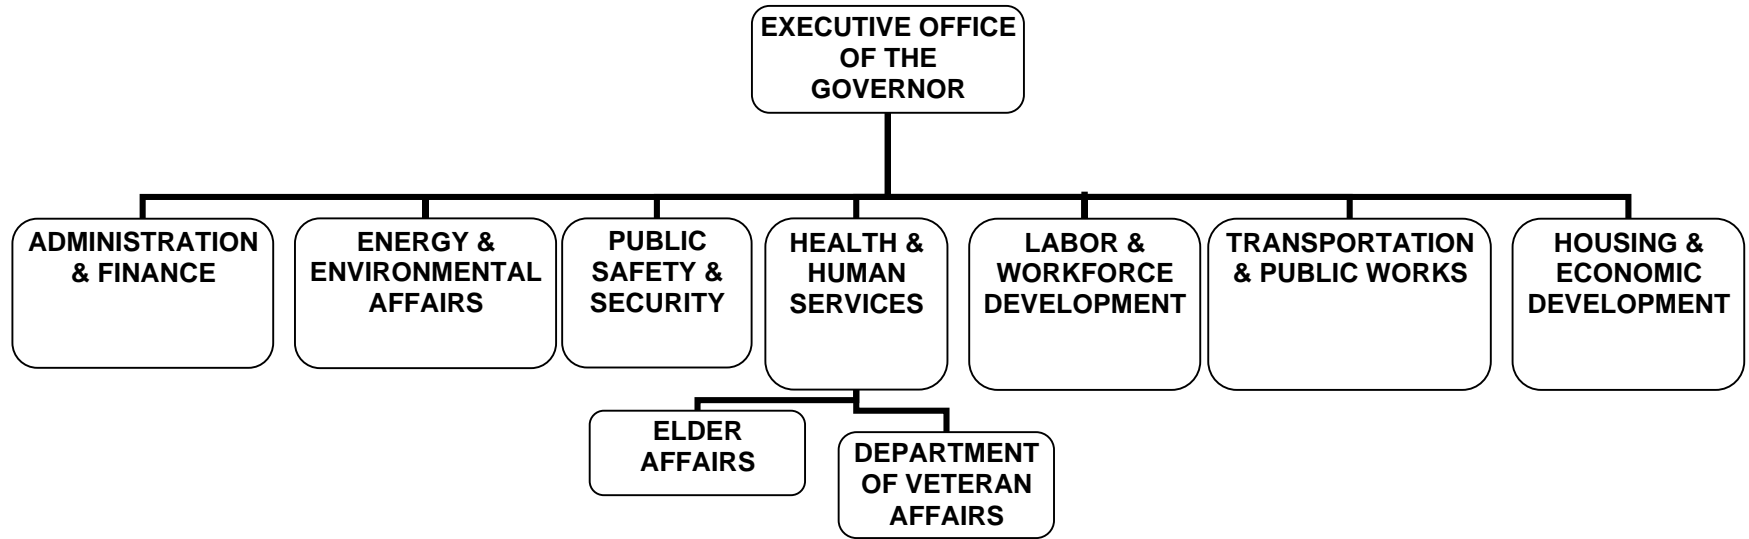 EXECUTIVE OFFICE
OF THE
GOVERNOR
ADMINISTRATION
& FINANCE
ENERGY &
ENVIRONMENTAL
AFFAIRS
PUBLIC
SAFETY &
SECURITY
HEALTH &
HUMAN
SERVICES
LABOR &
WORKFORCE
DEVELOPMENT
TRANSPORTATION
& PUBLIC WORKS
HOUSING &
ECONOMIC
DEVELOPMENT
ELDER
AFFAIRS
DEPARTMENT
OF VETERAN
AFFAIRS